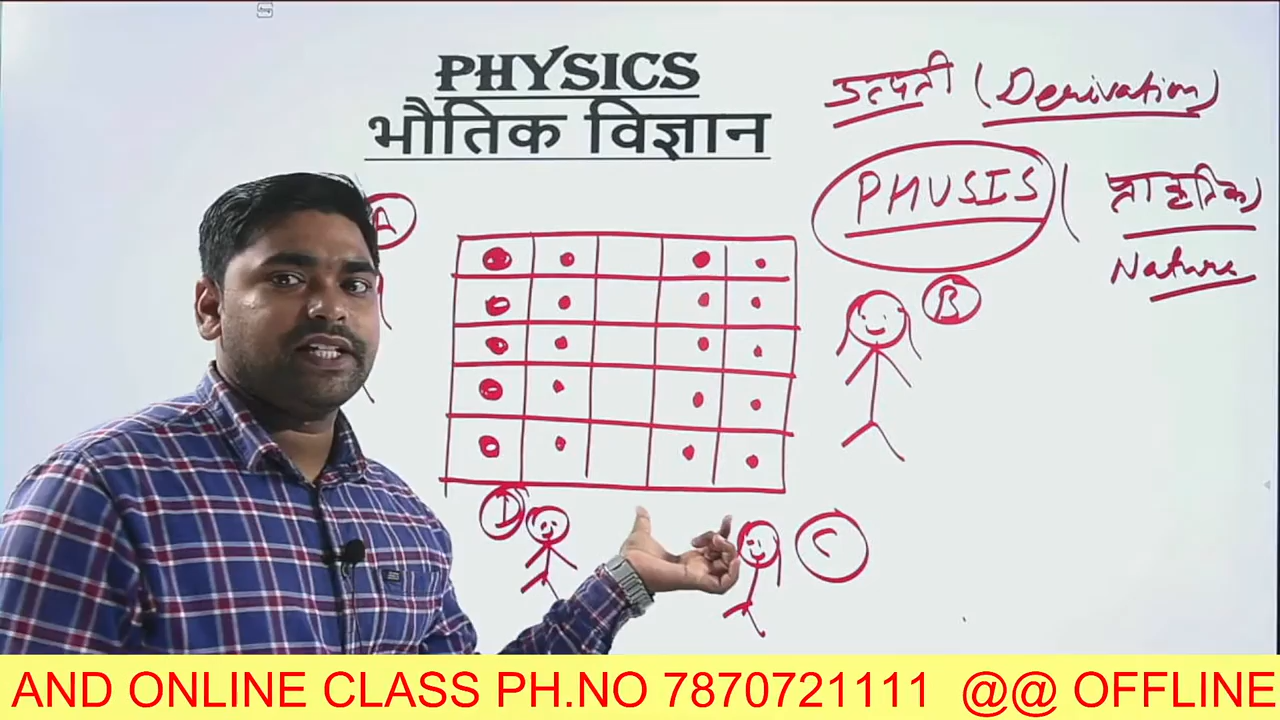 PHYSICS
भौतिक विज्ञान
उत्पती (Derivation)
PHUSIS (प्राकृतिक)
Nature
A
B
D
C
AND ONLINE CLASS PH.NO 7870721111 @@ OFFLINE